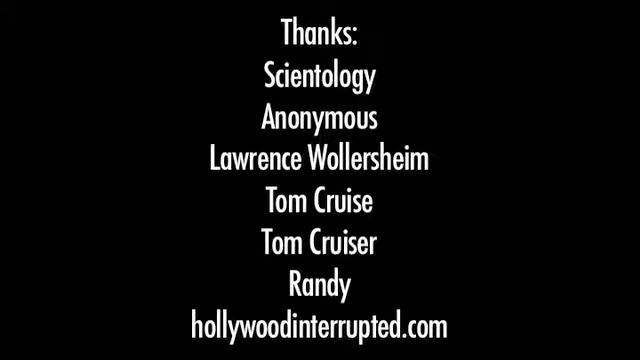 Thanks:
Scientology
Anonymous
Lawrence Wollersheim
Tom Cruise
Tom Cruiser
Randy
hollywoodinterrupted.com